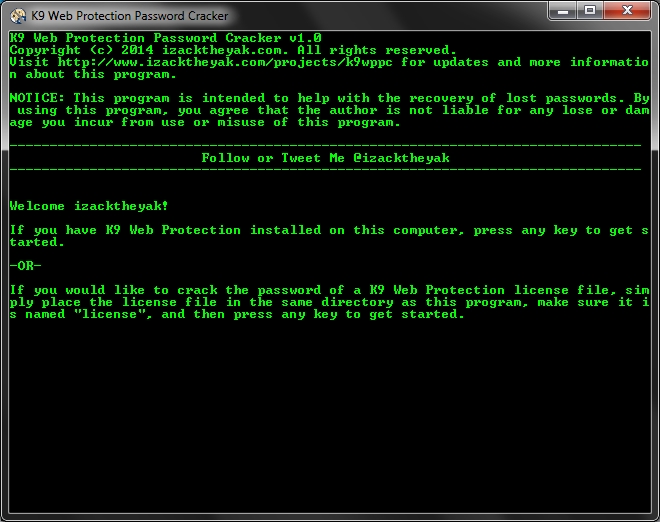 K9 Web Protection Password Cracker
K9 Web Protection Password Cracker v1.0
Copyright (c) 2014 izacktheyak.com. All rights reserved.
Visit http://www.izacktheyak.com/projects/k9wppc for updates and more informatio
n about this program.
NOTICE: This program is intended to help with the recovery of lost passwords. By
using this program, you agree that the author is not liable for any lose or dam
age you incur from use or misuse of this program.
Follow or Tweet Me @izacktheyak
Welcome izacktheyak!
If you have K9 Web Protection installed on this computer, press any key to get s
tarted.
-OR-
If you would like to crack the password of a K9 Web Protection license file, sim
ply place the license file in the same directory as this program, make sure it i
s named "license", and then press any key to get started.